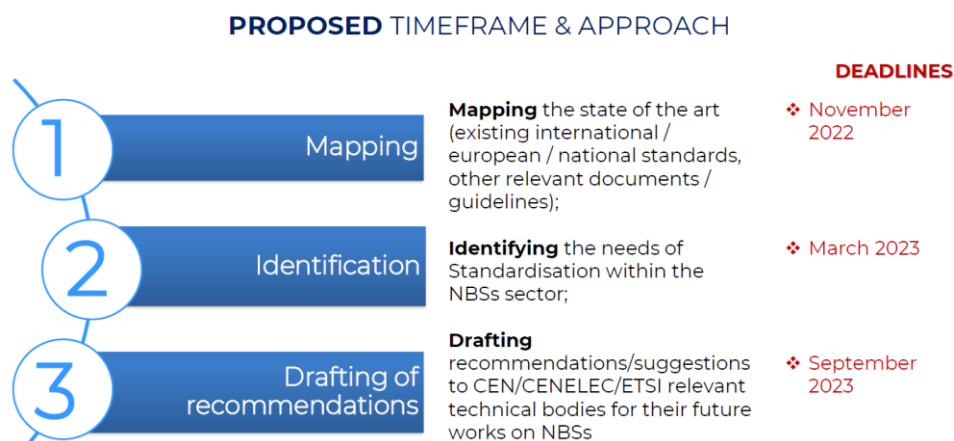 PROPOSED TIMEFRAME & APPROACH
DEADLINES
1
Mapping
Mapping the state of the art
(existing international /
european / national standards,
other relevant documents /
guidelines);
❖ November
2022
2
Identification
Identifying the needs of
Standardisation within the
NBSs sector;
❖ March 2023
3
Drafting of
recommendations
Drafting
recommendations/suggestions
to CEN/CENELEC/ETSI relevant
technical bodies for their future
works on NBSs
❖ September
2023